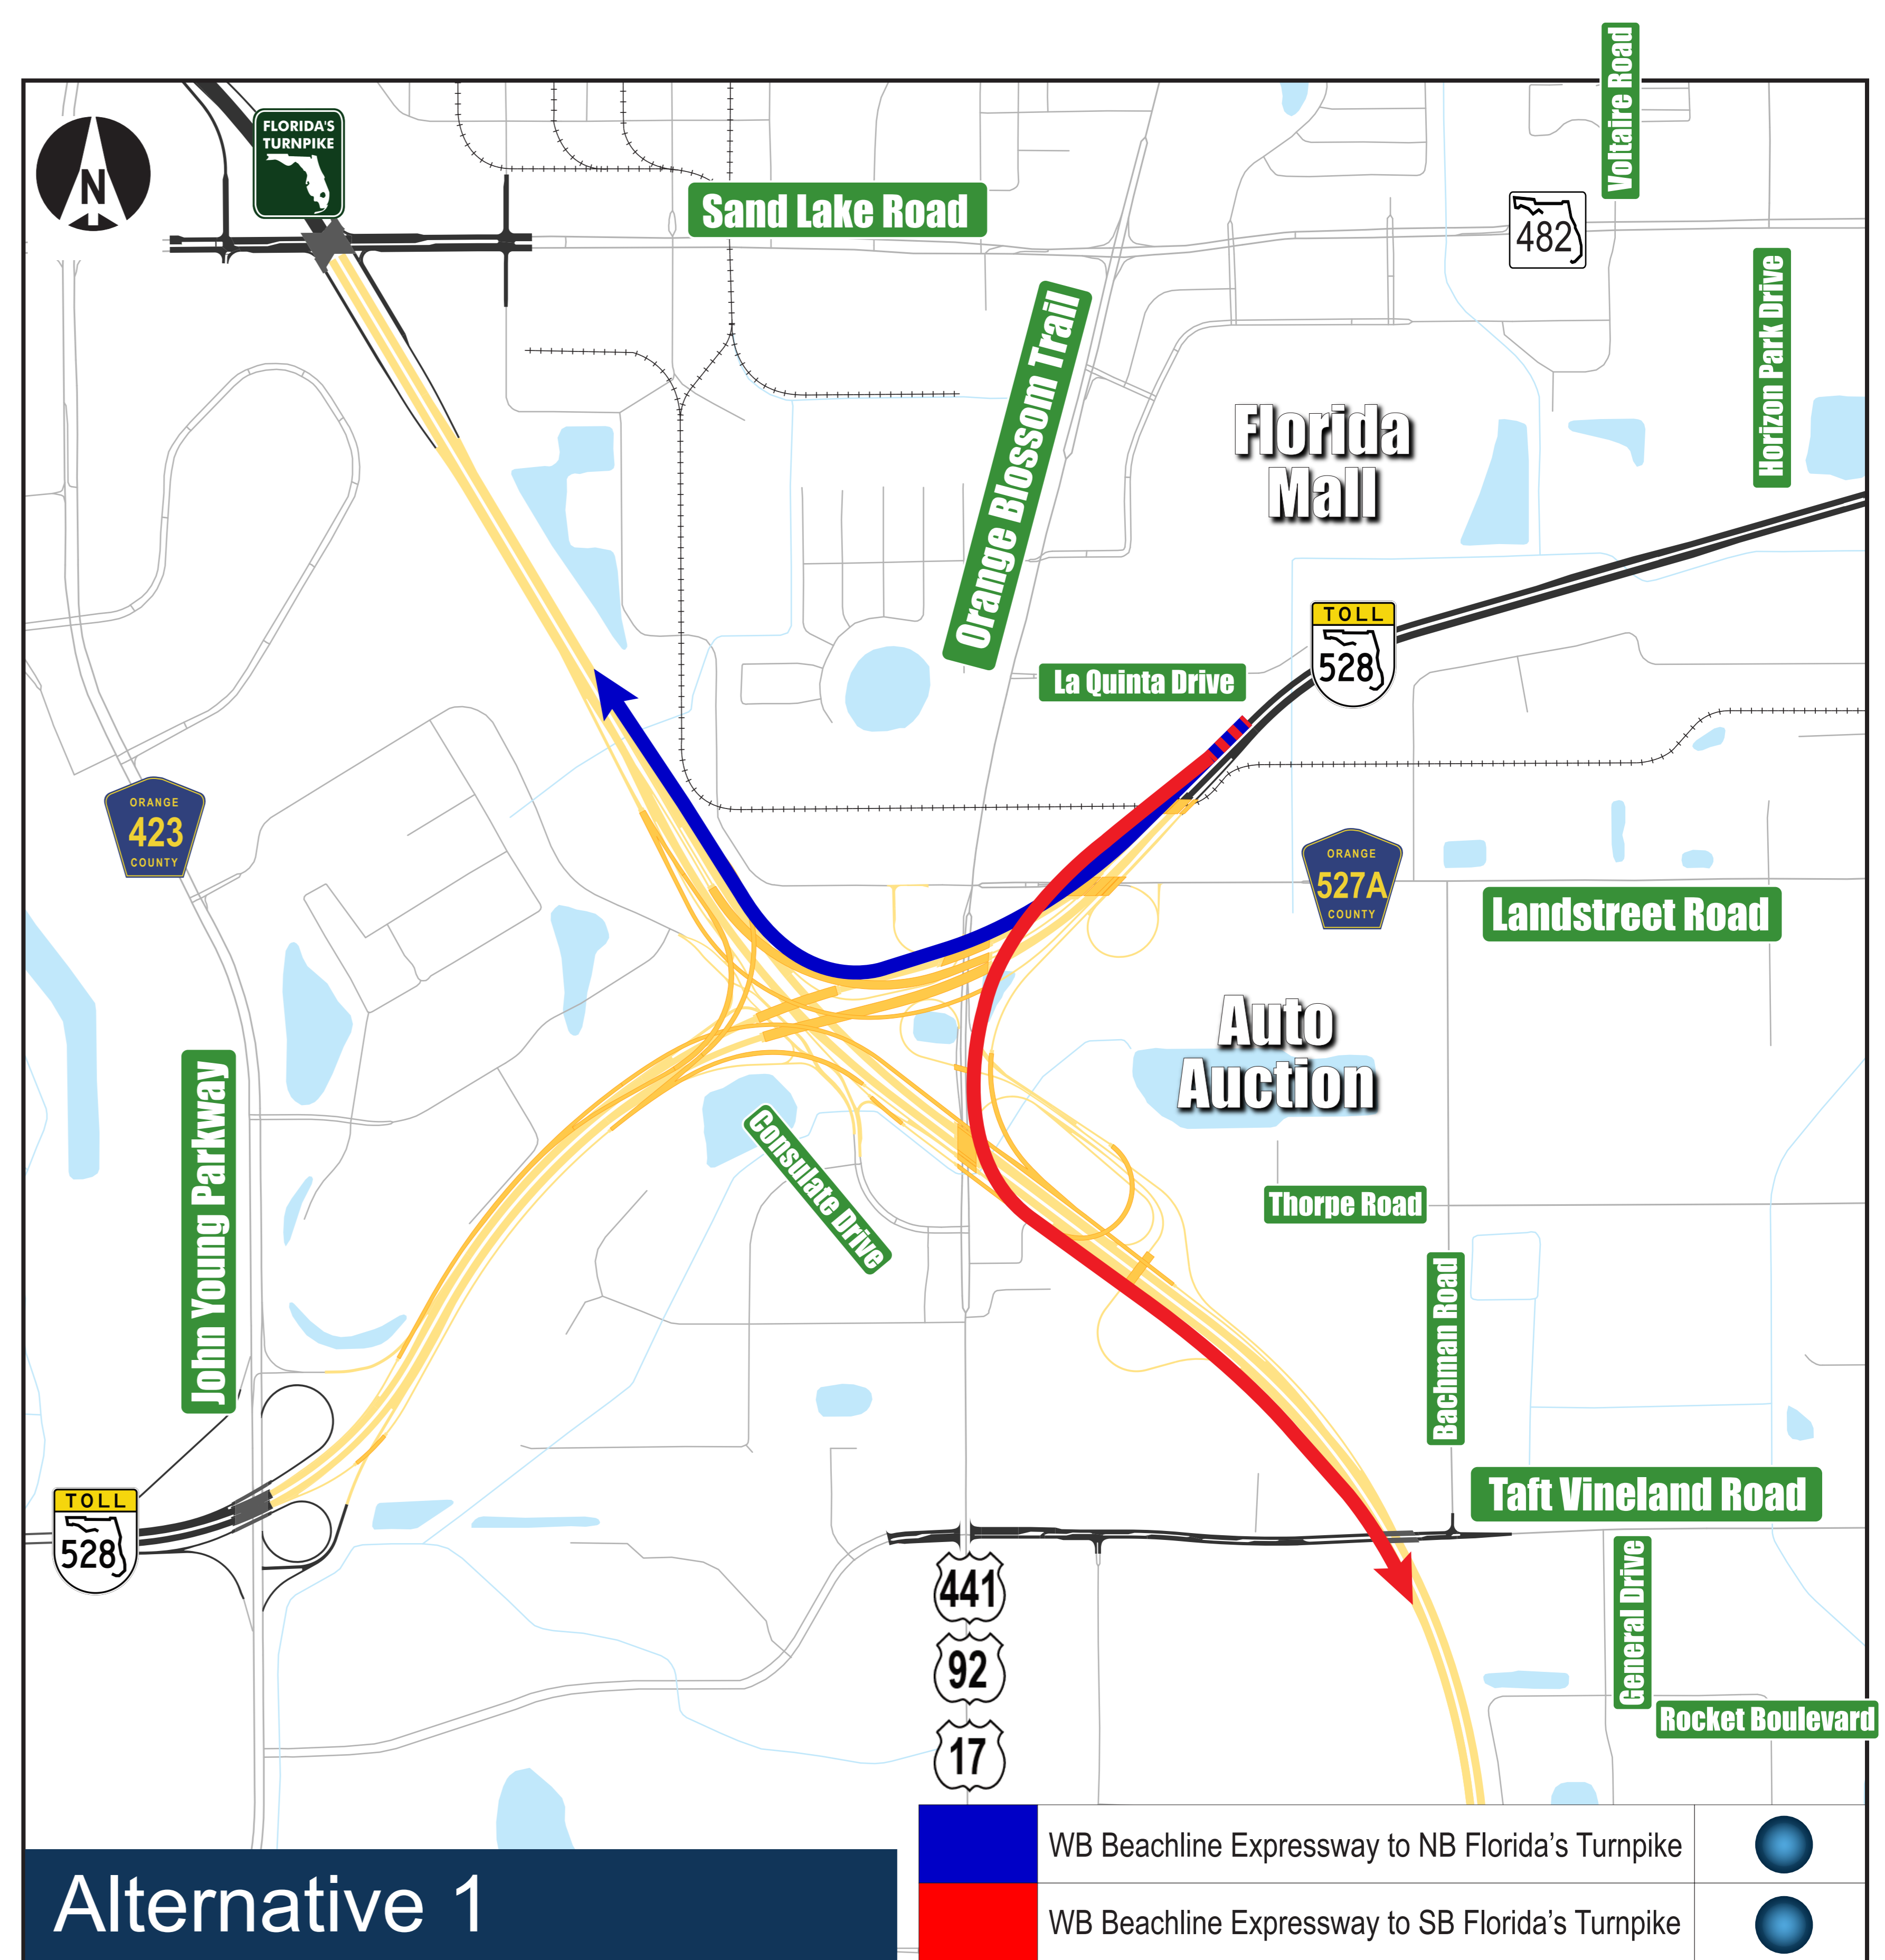 Voltaire Road
FLORIDA'S
TURNPIKE
N
Sand Lake Road
482
Horizon Park Drive
Orange Blossom Trail
Florida
Mall
TOLL
528
La Quinta Drive
ORANGE
423
COUNTY
ORANGE
527A
COUNTY
Landstreet Road
Auto
Auction
John Young Parkway
Consulate Drive
Thorpe Road
Bachman Road
Taft Vineland Road
TOLL
528
441
92
17
General Drive
Rocket Boulevard
WB Beachline Expressway to NB Florida’s Turnpike
Alternative 1
WB Beachline Expressway to SB Florida’s Turnpike